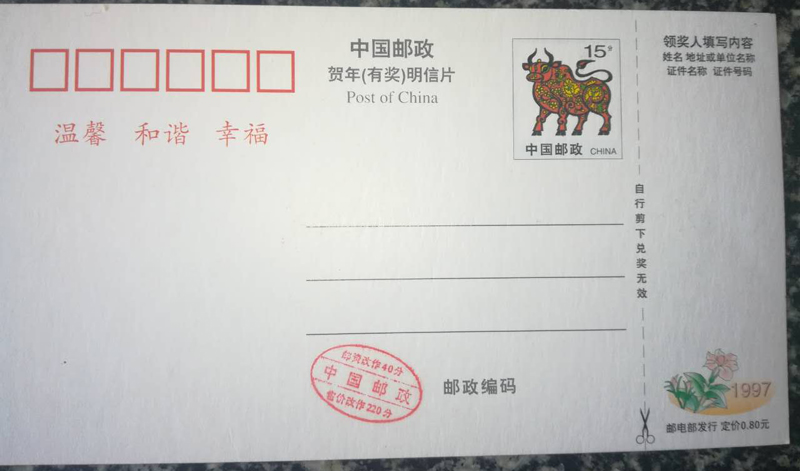 中国邮政
贺年(有奖)明信片
Post of China
温馨 和谐 幸福
15分
中国邮政 CHINA
领奖人填写内容
姓名 地址或单位名称
证件名称 证件号码
自行剪下兑奖无效
邮资改作40分
中国邮政
售价改作220分
邮政编码
1997
邮电部发行 定价0.80元